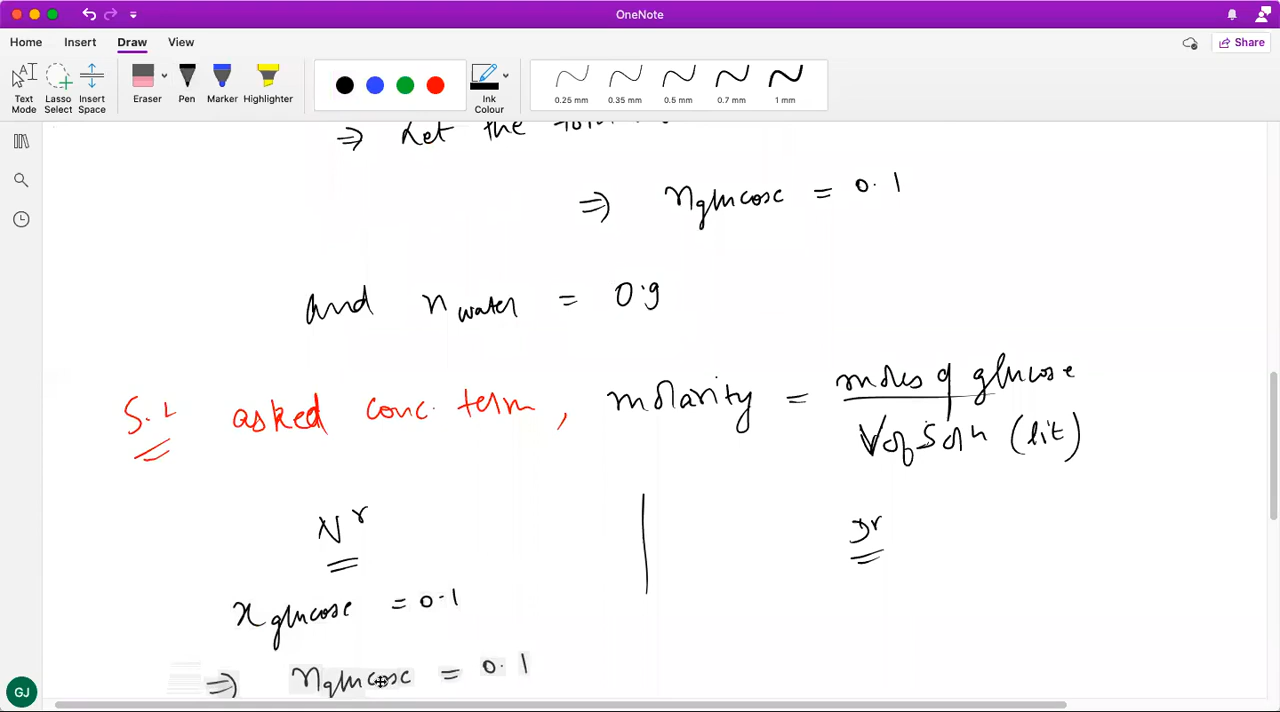 OneNote
Home Insert Draw View
Share
Text Mode
Lasso Select
Insert Space
Eraser
Pen
Marker
Highlighter
Ink Colour
0.25 mm
0.35 mm
0.5 mm
0.7 mm
1 mm
⇒ Let the
⇒ nglucose = 0.1
and nwater = 0.9
asked conc. term, molarity = moles of glucose
V of Soln (lit)
Nr Dr
xglucose = 0.1
⇒ nglucose = 0.1
GJ